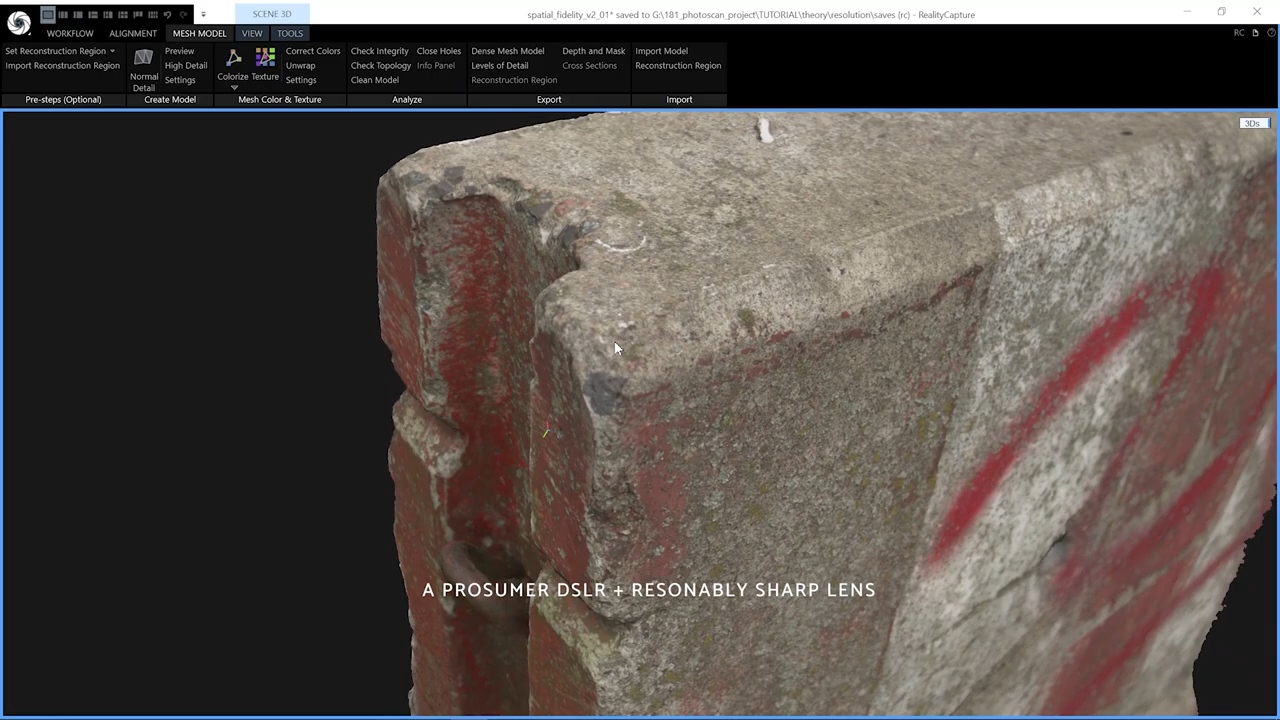 SCENE 3D
spatial_fidelity_v2_01* saved to G:\181_photoscan_project\TUTORIAL\theory\resolution\saves (rc) - RealityCapture
WORKFLOW ALIGNMENT MESH MODEL VIEW TOOLS RC
Set Reconstruction Region Preview Correct Colors Check Integrity Close Holes Dense Mesh Model Depth and Mask Import Model
Import Reconstruction Region High Detail Unwrap Check Topology Info Panel Levels of Detail Cross Sections Reconstruction Region
Normal Detail Settings Colorize Texture Settings Clean Model Reconstruction Region
Pre-steps (Optional) Create Model Mesh Color & Texture Analyze Export Import
3Ds
A PROSUMER DSLR + RESONABLY SHARP LENS